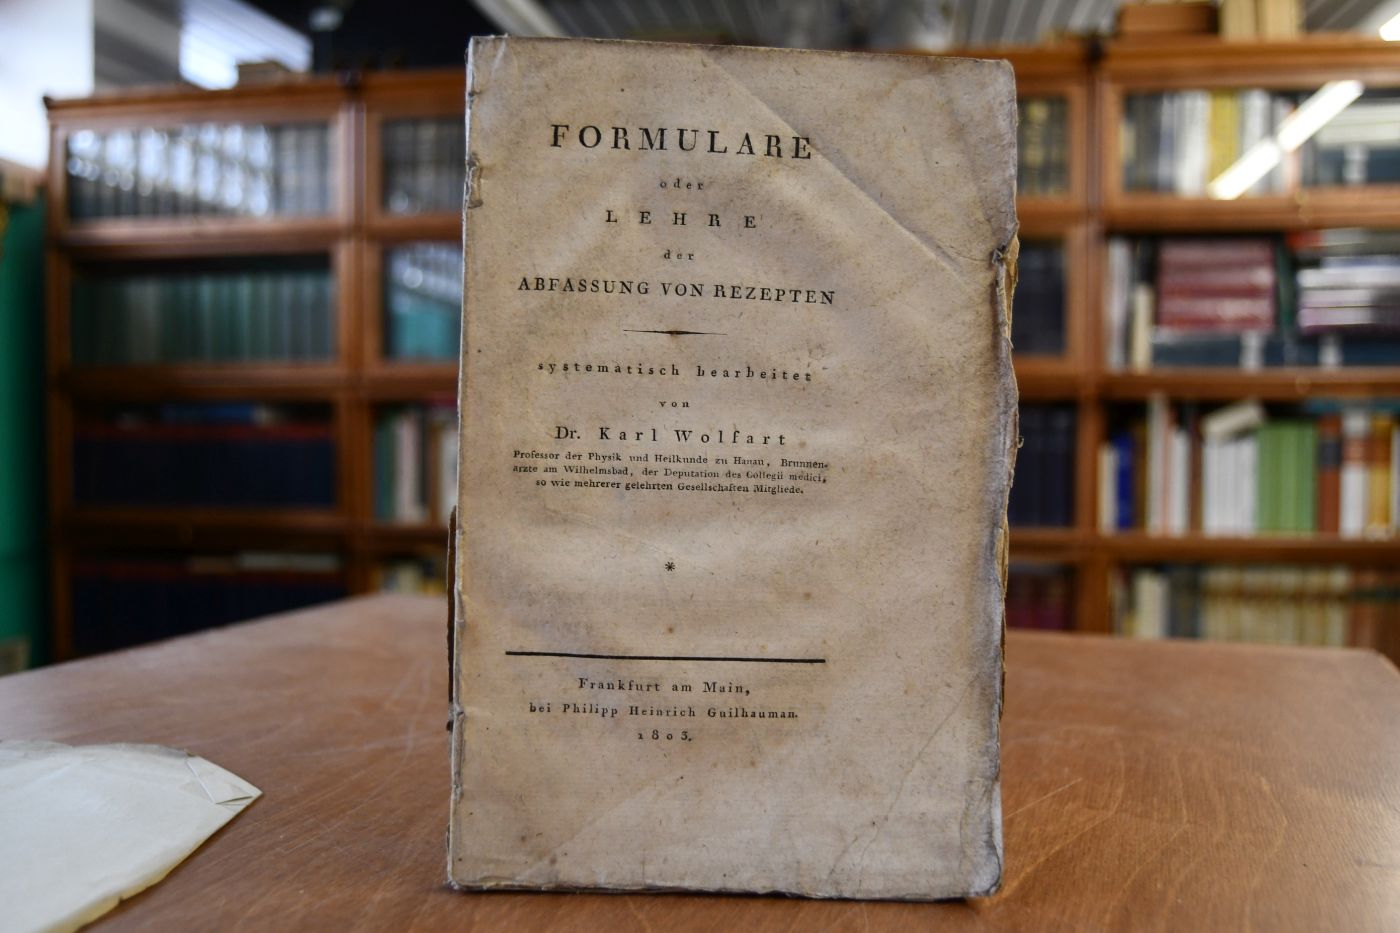 FORMULARE
oder
LEHRE
der
ABFASSUNG VON REZEPTEN
systematisch bearbeitet
von
Dr. Karl Wolfart
Professor der Physik und Heilkunde zu Hanau, Brunnen-
arzte am Wilhelmsbad, der Deputation des Collegii medici,
so wie mehrerer gelehrten Gesellschaften Mitgliede.
*
Frankfurt am Main,
bei Philipp Heinrich Guilhauman.
1803.